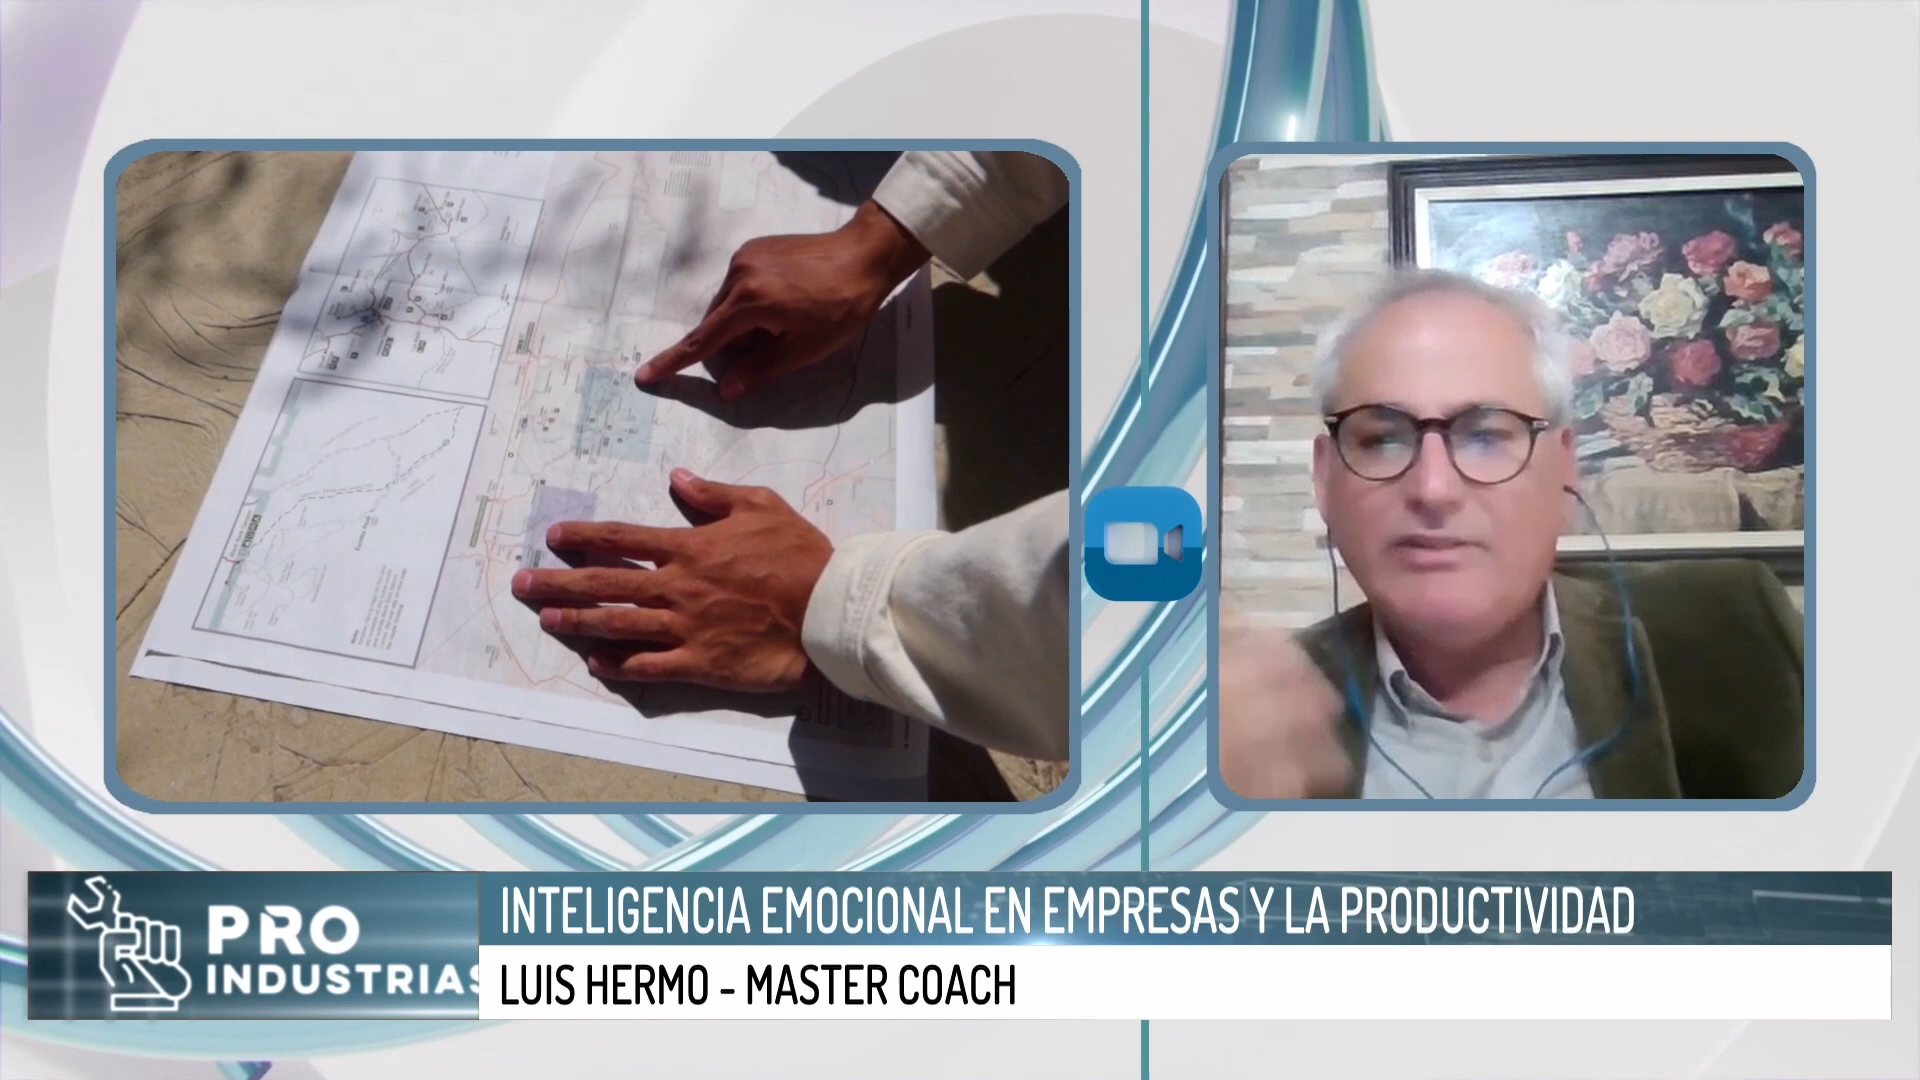 PRO
INDUSTRIAS
INTELIGENCIA EMOCIONAL EN EMPRESAS Y LA PRODUCTIVIDAD
LUIS HERMO - MASTER COACH